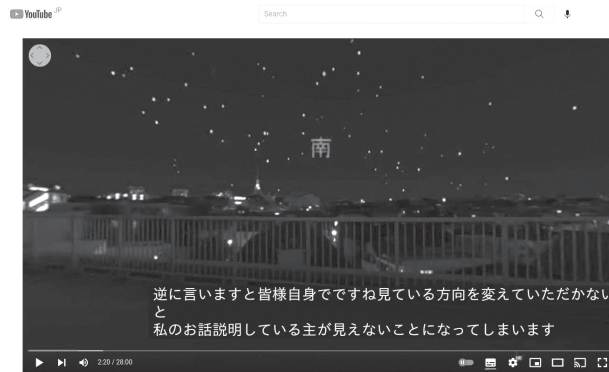 YouTube JP
Search
南
逆に言いますと皆様自身でですね見ている方向を変えていただかない
と
私のお話説明している主が見えないことになってしまいます
2:20 / 28:00